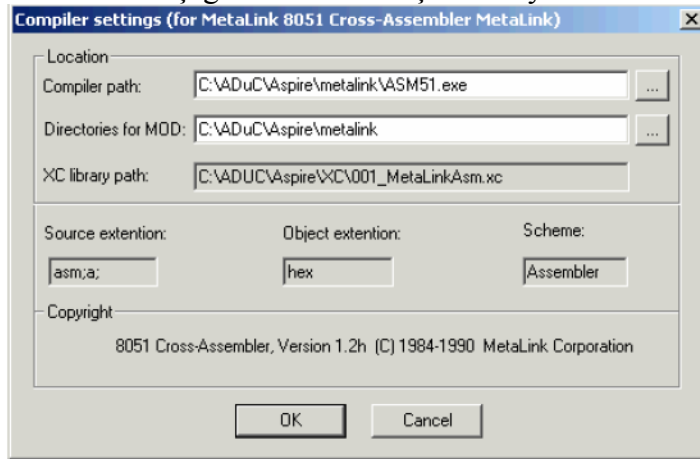 Compiler settings (for MetaLink 8051 Cross-Assembler MetaLink)
Location
Compiler path: C:\ADuC\Aspire\metalink\ASM51.exe ...
Directories for MOD: C:\ADuC\Aspire\metalink ...
XC library path: C:\ADUC\Aspire\XC\001_MetaLinkAsm.xc
Source extention: Object extention: Scheme:
asm;a; hex Assembler
Copyright
8051 Cross-Assembler, Version 1.2h (C) 1984-1990 MetaLink Corporation
OK Cancel